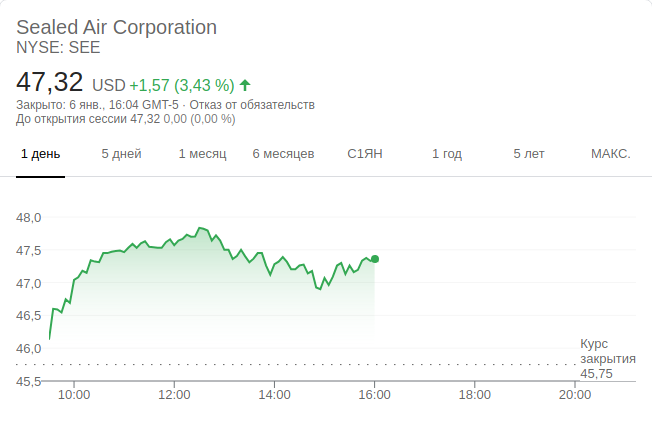 Sealed Air Corporation
NYSE: SEE
47,32 USD +1,57 (3,43 %)
Закрыто: 6 янв., 16:04 GMT-5 · Отказ от обязательств
До открытия сессии 47,32 0,00 (0,00 %)
1 день 5 дней 1 месяц 6 месяцев С1ЯН 1 год 5 лет МАКС.
48,0
47,5
47,0
46,5
46,0
Курс
закрытия
45,75
45,5
10:00 12:00 14:00 16:00 18:00 20:00